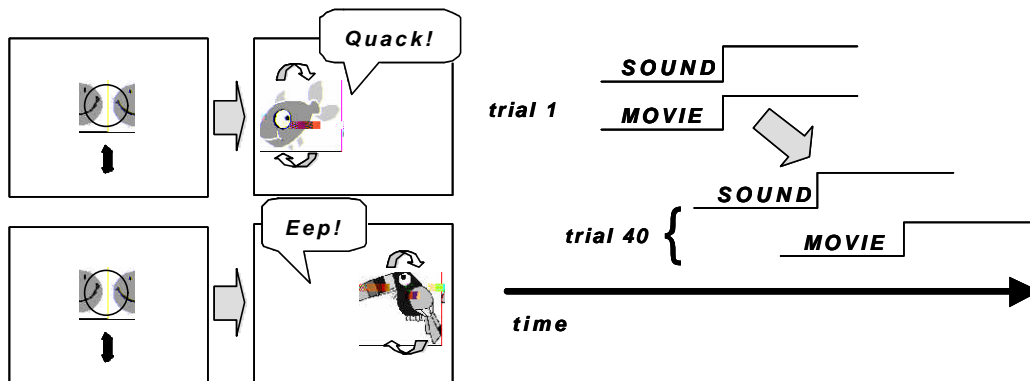 Quack!
Eep!
SOUND
trial 1
MOVIE
SOUND
trial 40
MOVIE
time